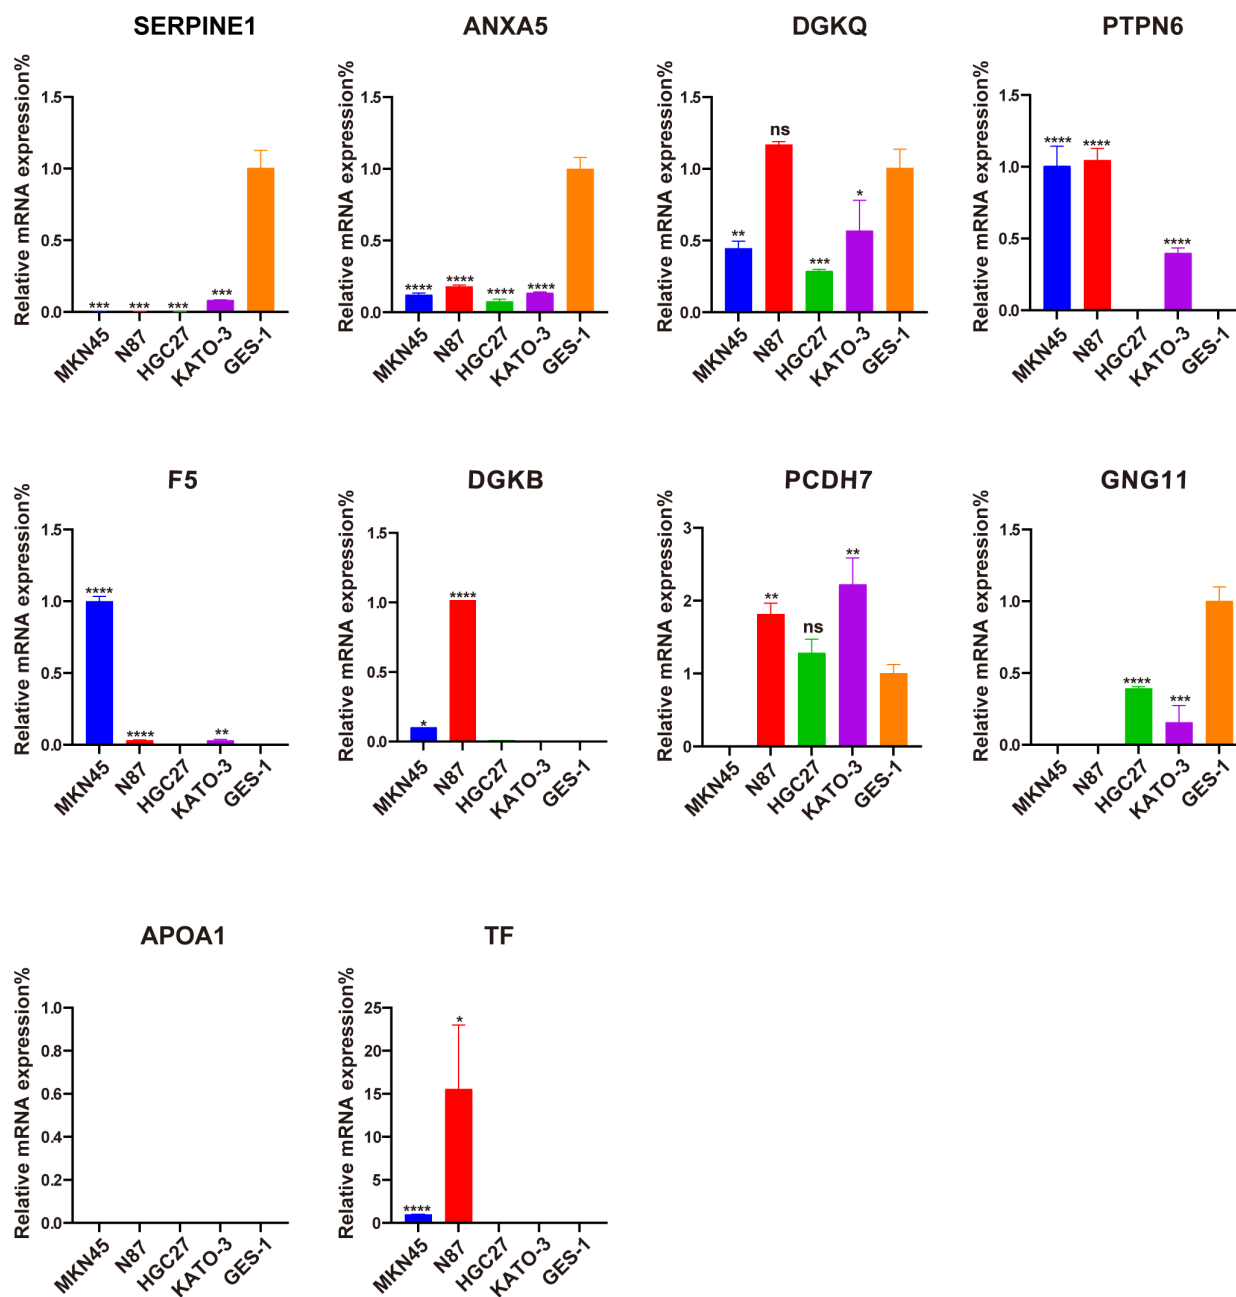 SERPINE1
Relative mRNA expression%
1.5
1.0
0.5
0.0
***
***
***
***
MKN45
N87
HGC27
KATO-3
GES-1
ANXA5
Relative mRNA expression%
1.5
1.0
0.5
0.0
****
****
****
****
MKN45
N87
HGC27
KATO-3
GES-1
DGKQ
Relative mRNA expression%
1.5
1.0
0.5
0.0
**
ns
***
*
MKN45
N87
HGC27
KATO-3
GES-1
PTPN6
Relative mRNA expression%
1.5
1.0
0.5
0.0
****
****
****
MKN45
N87
HGC27
KATO-3
GES-1
F5
Relative mRNA expression%
1.5
1.0
0.5
0.0
****
****
**
MKN45
N87
HGC27
KATO-3
GES-1
DGKB
Relative mRNA expression%
1.5
1.0
0.5
0.0
*
****
MKN45
N87
HGC27
KATO-3
GES-1
PCDH7
Relative mRNA expression%
3
2
1
0
**
ns
**
MKN45
N87
HGC27
KATO-3
GES-1
GNG11
Relative mRNA expression%
1.5
1.0
0.5
0.0
****
***
MKN45
N87
HGC27
KATO-3
GES-1
APOA1
Relative mRNA expression%
1.0
0.8
0.6
0.4
0.2
0.0
MKN45
N87
HGC27
KATO-3
GES-1
TF
Relative mRNA expression%
25
20
15
10
5
0
****
*
MKN45
N87
HGC27
KATO-3
GES-1